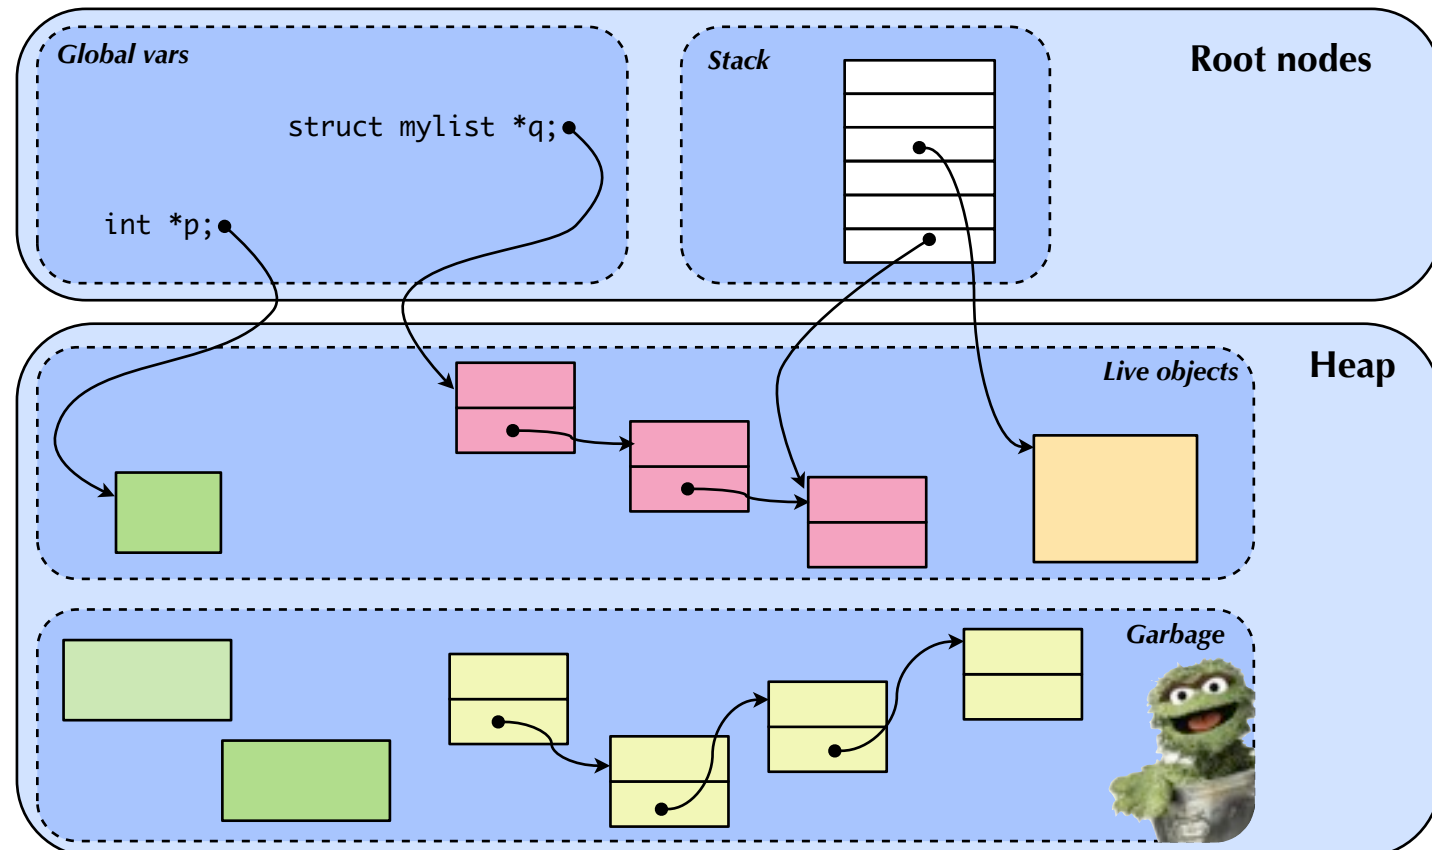 Global vars
Stack
Root nodes
struct mylist *q;
int *p;
Live objects
Heap
Garbage